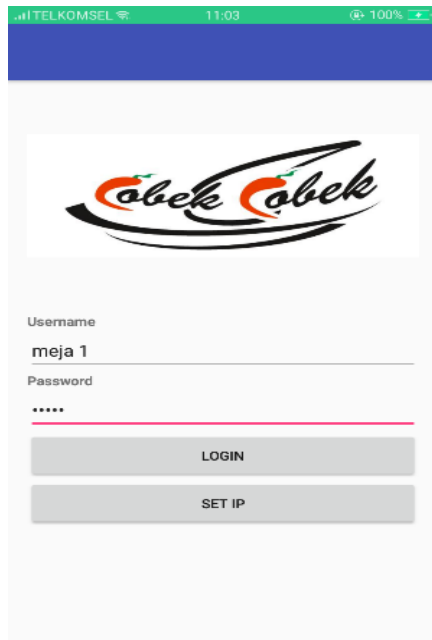 TELKOMSEL 11:03 100%
Cobek Cobek
Username
meja 1
Password
•••••
LOGIN
SET IP